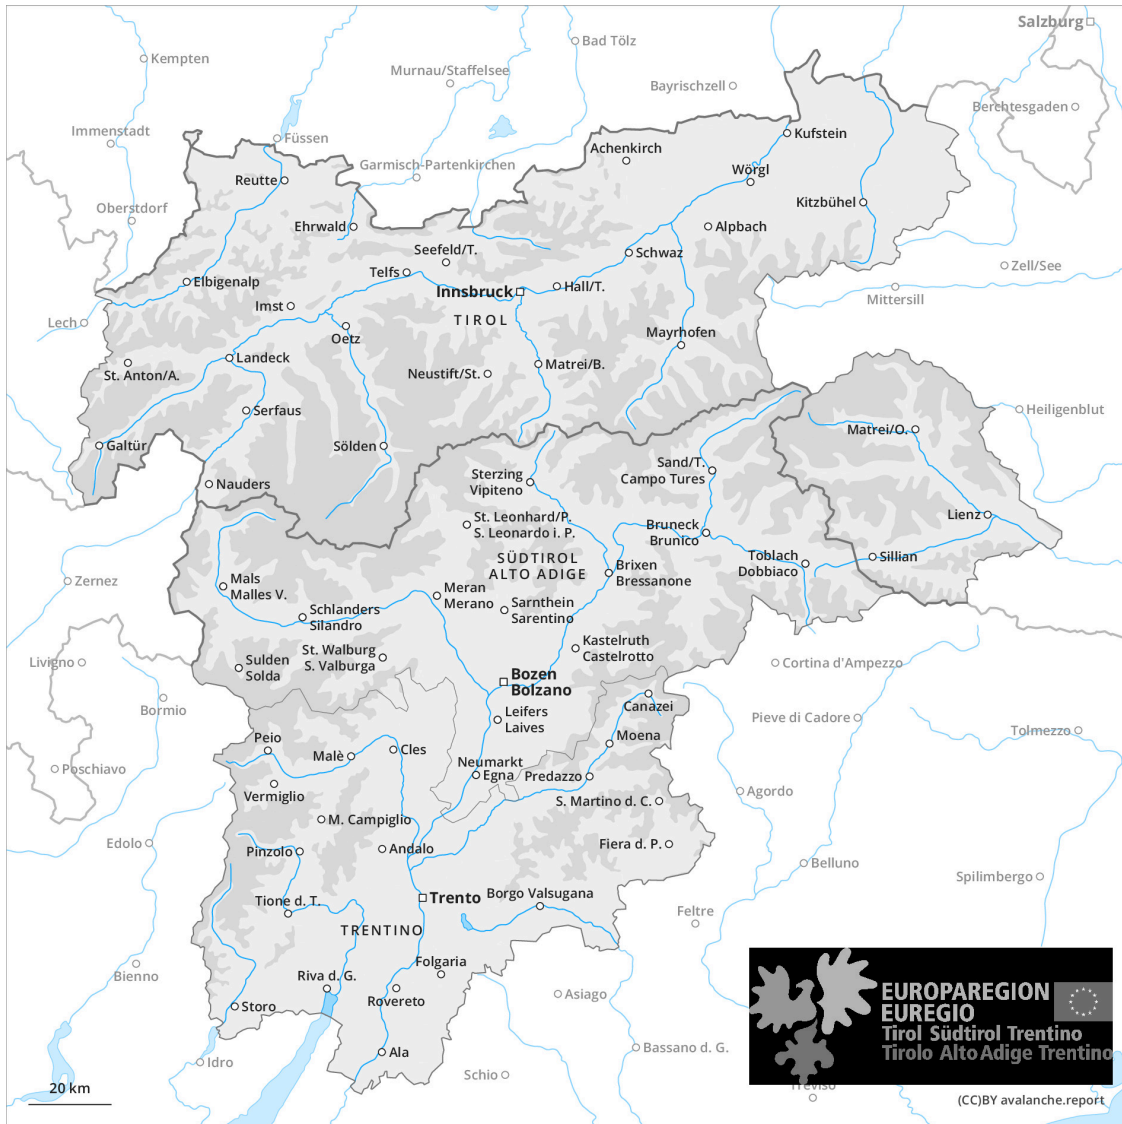 Salzburg
Bad Tölz
Kempten
Murnau/Staffelsee
Bayrischzell
Berchtesgaden
Immenstadt
Füssen
Kufstein
Achenkirch
Garmisch-Partenkirchen
Wörgl
Reutte
Kitzbühel
Oberstdorf
Ehrwald
Alpbach
Seefeld/T.
Schwaz
Zell/See
Telfs
Elbigenalp
Innsbruck
Hall/T.
Mittersill
Imst
Lech
TIROL
Oetz
Mayrhofen
Landeck
Matrei/B.
St. Anton/A.
Neustift/St.
Serfaus
Heiligenblut
Matrei/O.
Galtür
Sölden
Sand/T.
Campo Tures
Sterzing
Vipiteno
Nauders
St. Leonhard/P.
S. Leonardo i. P.
Lienz
Bruneck
Brunico
SÜDTIROL
ALTO ADIGE
Toblach
Dobbiaco
Sillian
Brixen
Bressanone
Zernez
Mals
Malles V.
Meran
Merano
Sarnthein
Sarentino
Schlanders
Silandro
Kastelruth
Castelrotto
St. Walburg
S. Valburga
Livigno
Sulden
Solda
Cortina d'Ampezzo
Bozen
Bolzano
Bormio
Canazei
Leifers
Laives
Pieve di Cadore
Tolmezzo
Peio
Moena
Cles
Malè
Neumarkt
Egna
Poschiavo
Predazzo
Vermiglio
Agordo
S. Martino d. C.
M. Campiglio
Edolo
Pinzolo
Andalo
Fiera d. P.
Belluno
Spilimbergo
Borgo Valsugana
Trento
Tione d. T.
Feltre
TRENTINO
Folgaria
Bienno
Riva d. G.
Asiago
Rovereto
Storo
EUROPAREGION
EUREGIO
Tirol Südtirol Trentino
Tirolo Alto Adige Trentino
Bassano d. G.
Ala
Idro
Schio
Treviso
20 km
(CC)BY avalanche.report